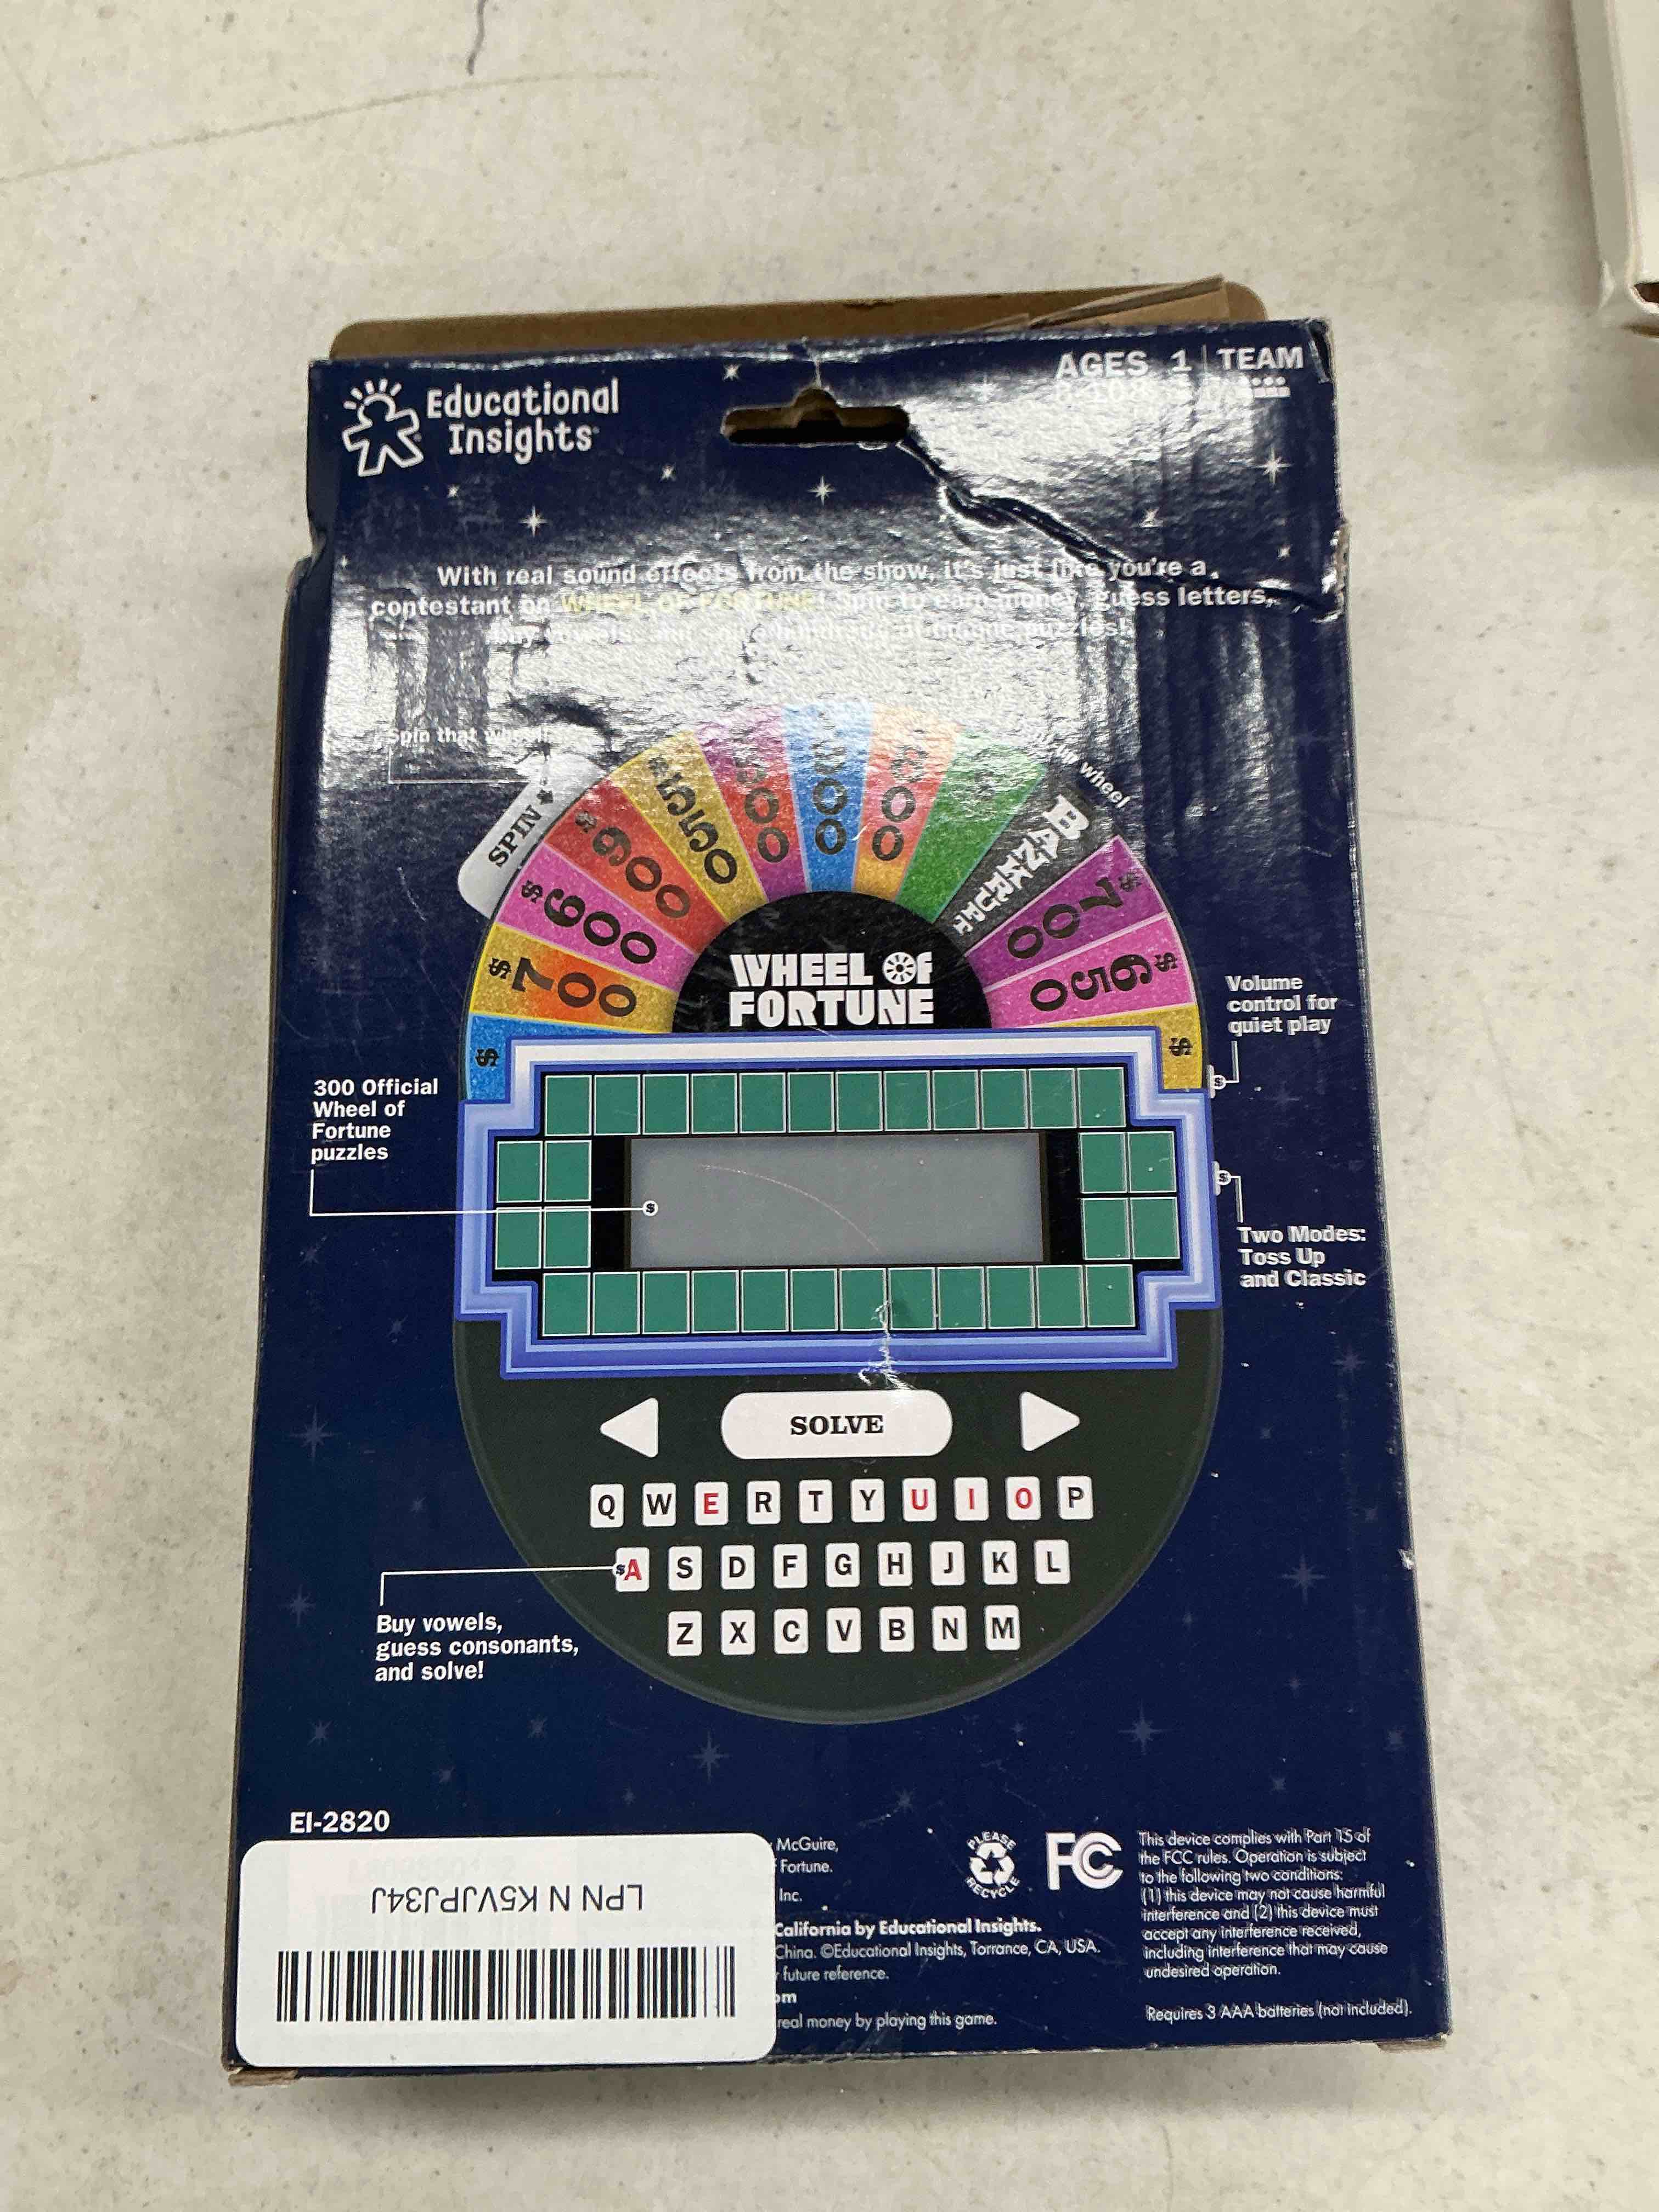 Educational
Insights
AGES 1 TEAM
With real sound effects from the show, it's just like you're a
contestant on WHEEL OF FORTUNE! Spin to earn money, guess letters,
Spin that
wheel
SPIN
$
$700
$600
$900
$550
800
BANKRUPT
$700
$650
$
WHEEL OF
FORTUNE
Volume
control for
quiet play
300 Official
Wheel of
Fortune
puzzles
Two Modes:
Toss Up
and Classic
SOLVE
Q W E R T Y U I O P
A S D F G H J K L
Z X C V B N M
Buy vowels,
guess consonants,
and solve!
EI-2820
LPN N K5VJPJ34J
McGuire,
Fortune.
Inc.
California by Educational Insights.
China. ©Educational Insights, Torrance, CA, USA.
future reference.
real money by playing this game.
PLEASE
RECYCLE
FC
This device complies with Part 15 of
the FCC rules. Operation is subject
to the following two conditions:
(1) this device may not cause harmful
interference and (2) this device must
accept any interference received,
including interference that may cause
undesired operation.
Requires 3 AAA batteries (not included).